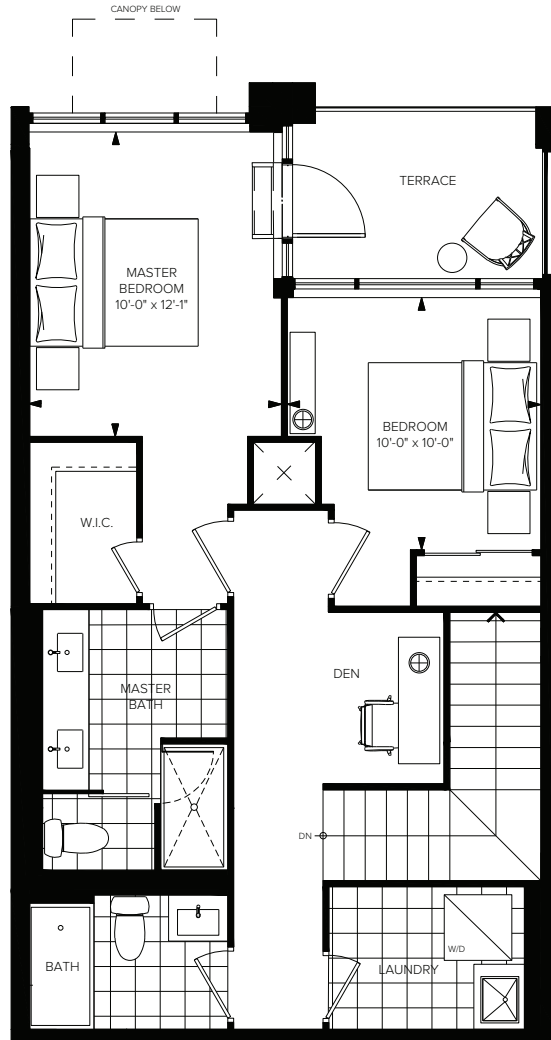 CANOPY BELOW
TERRACE
MASTER
BEDROOM
10'-0" x 12'-1"
BEDROOM
10'-0" x 10'-0"
W.I.C.
MASTER
BATH
DEN
DN
W/D
BATH
LAUNDRY